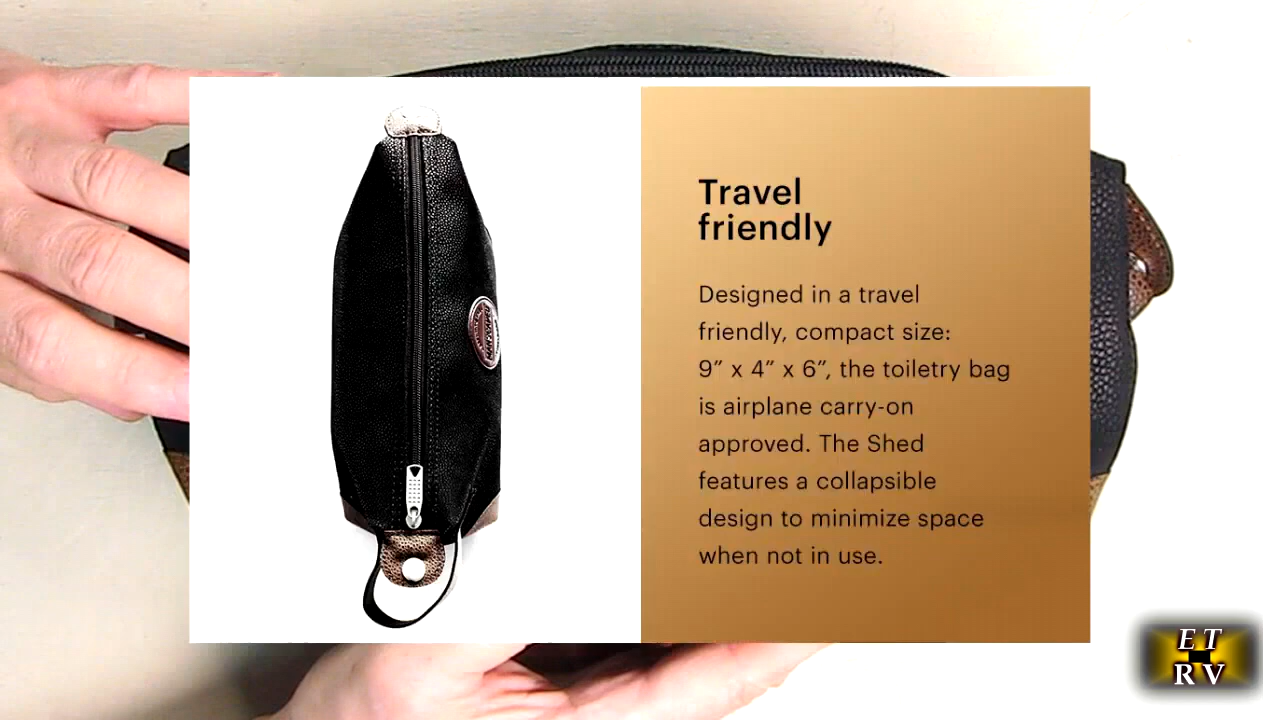 Travel
friendly
Designed in a travel
friendly, compact size:
9” x 4” x 6”, the toiletry bag
is airplane carry-on
approved. The Shed
features a collapsible
design to minimize space
when not in use.
ET
RV